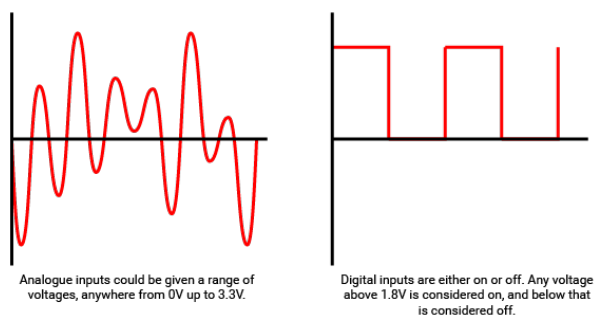 Analogue inputs could be given a range of
voltages, anywhere from 0V up to 3.3V.
Digital inputs are either on or off. Any voltage
above 1.8V is considered on, and below that
is considered off.